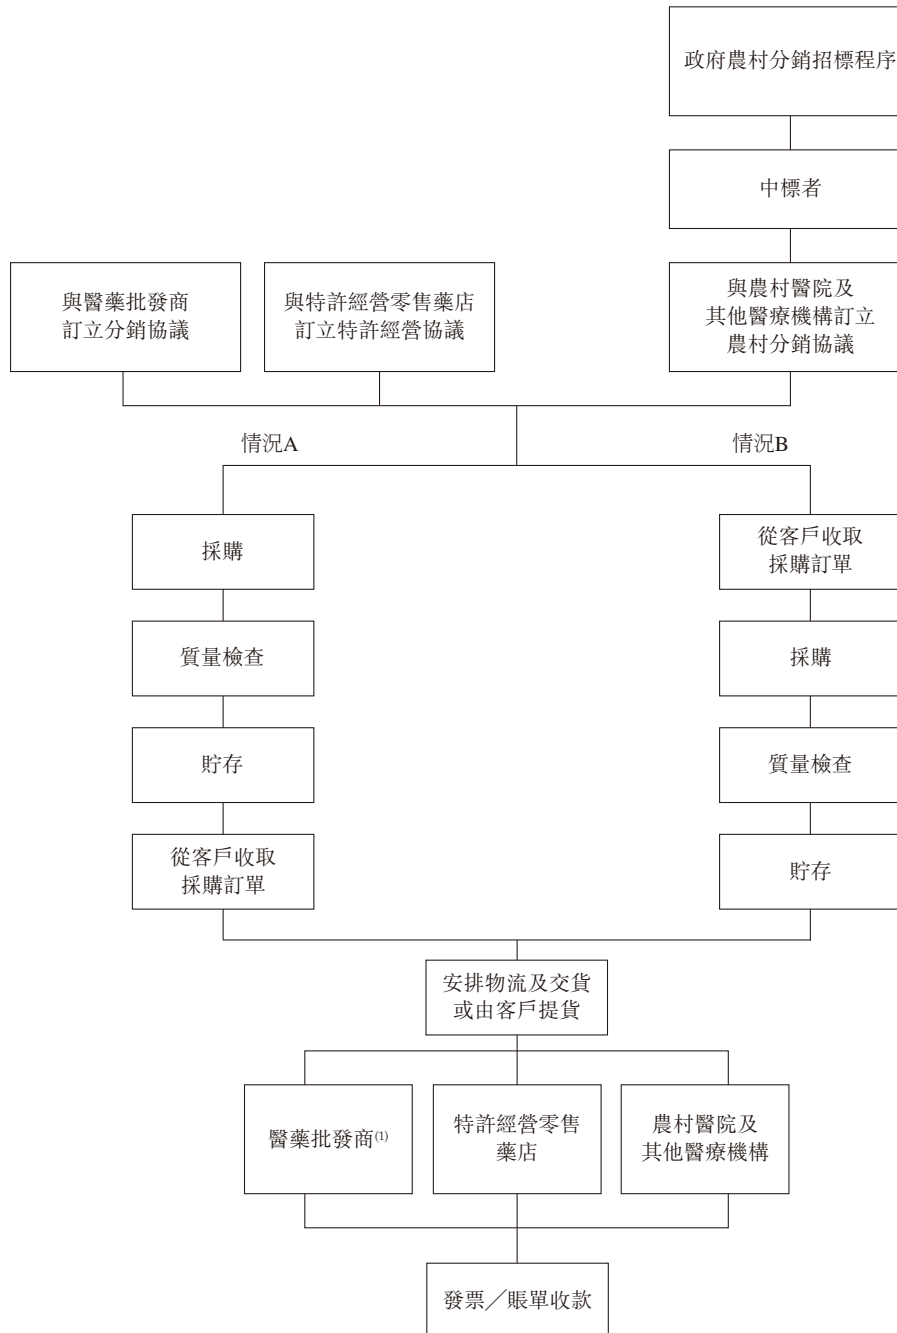 政府農村分銷招標程序
中標者
與醫藥批發商
訂立分銷協議
與特許經營零售藥店
訂立特許經營協議
與農村醫院及
其他醫療機構訂立
農村分銷協議
情況A
情況B
採購
質量檢查
貯存
從客戶收取
採購訂單
從客戶收取
採購訂單
採購
質量檢查
貯存
安排物流及交貨
或由客戶提貨
醫藥批發商(1)
特許經營零售
藥店
農村醫院及
其他醫療機構
發票／賬單收款